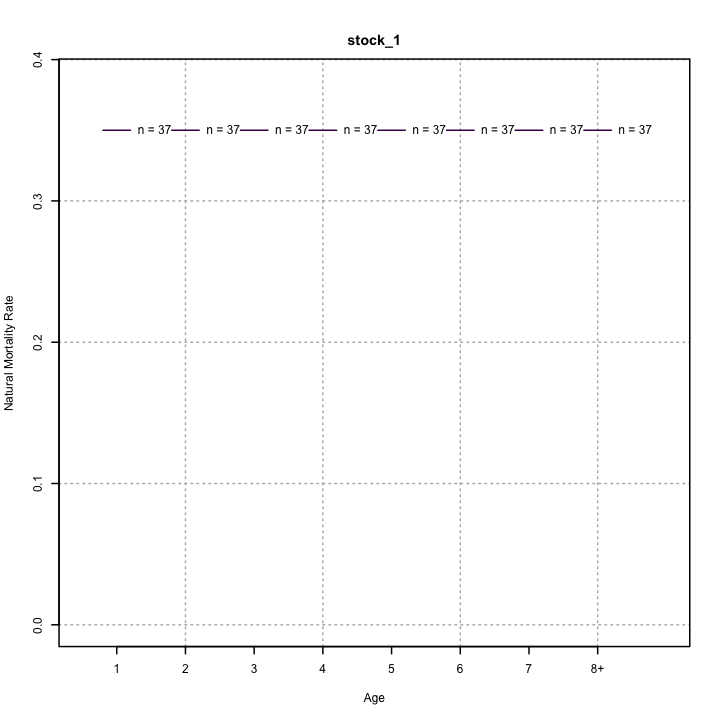 stock_1
0.4
n = 37 n = 37 n = 37 n = 37 n = 37 n = 37 n = 37 n = 37
0.3
0.2
0.1
0.0
Natural Mortality Rate
1 2 3 4 5 6 7 8+
Age